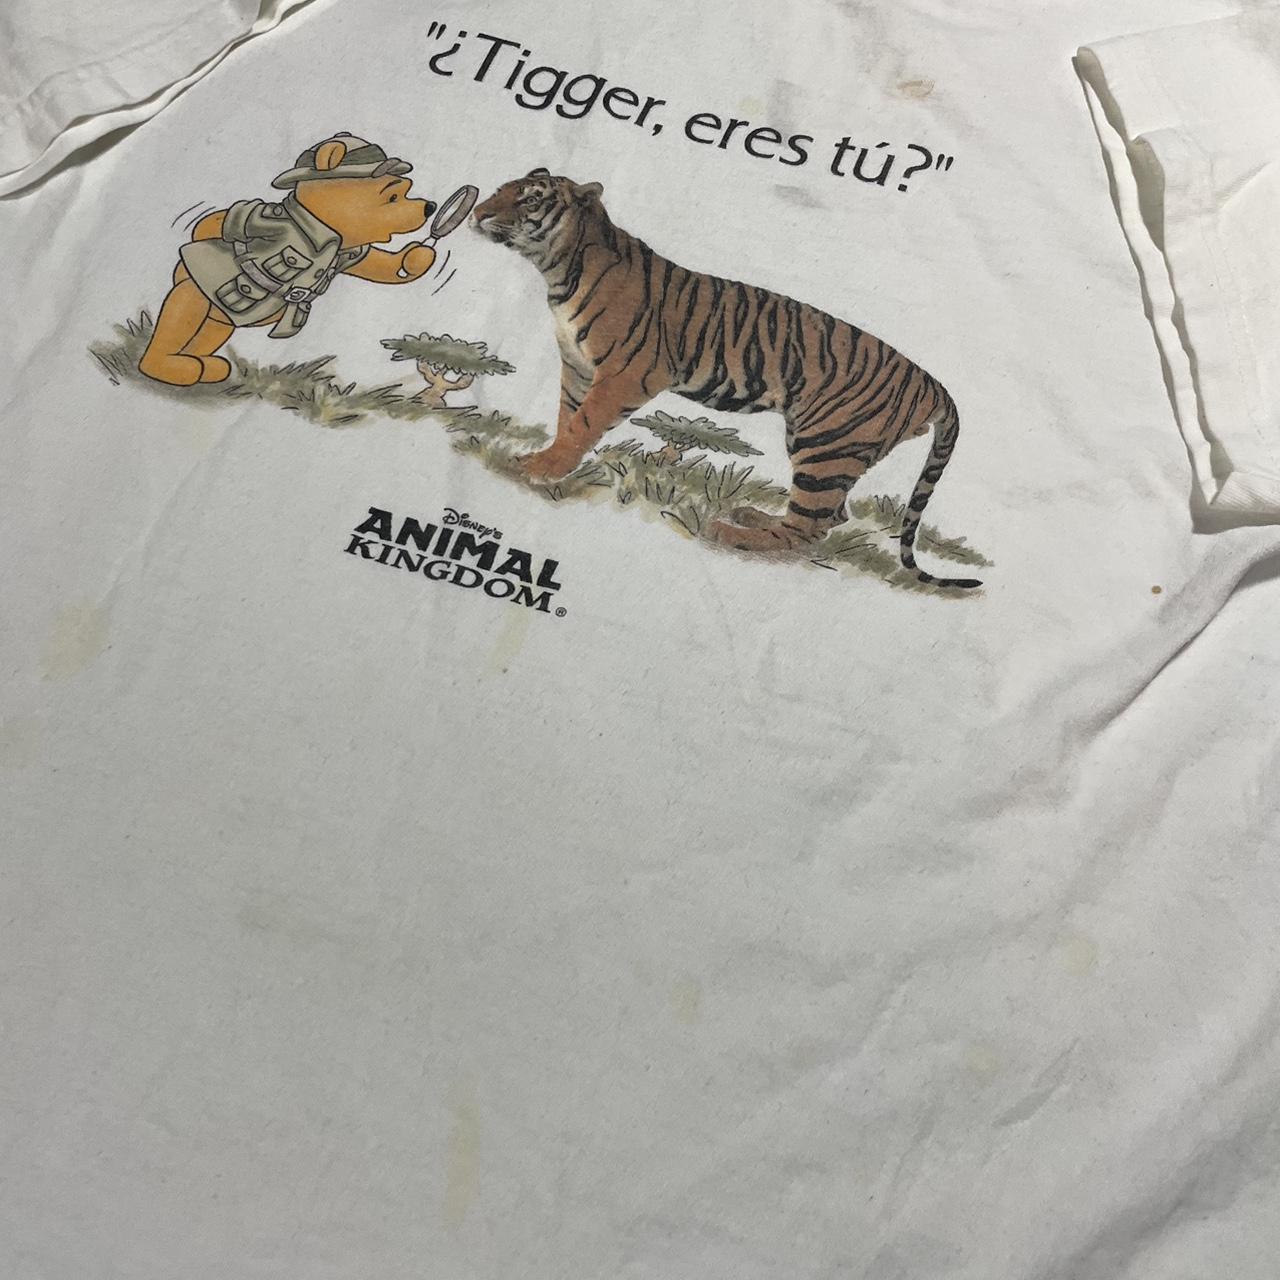 "¿Tigger, eres tú?"
Disney's
ANIMAL
KINGDOM®